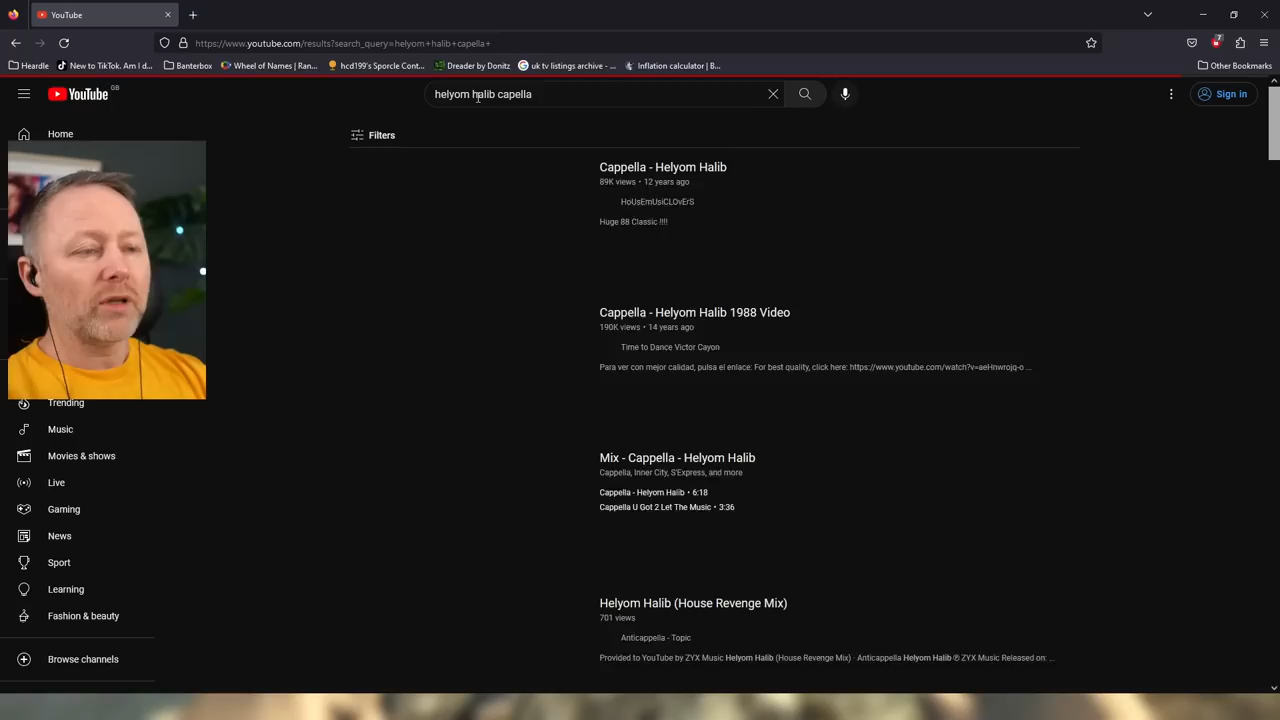 YouTube
https://www.youtube.com/results?search_query=helyom+halib+capella+
7
Heardle
New to TikTok. Am I d...
Banterbox
Wheel of Names | Ran...
hcd199's Sporcle Cont...
Dreader by Donitz
uk tv listings archive - ...
Inflation calculator | B...
Other Bookmarks
YouTube GB
helyom halib capella
Sign in
Home
Filters
Cappella - Helyom Halib
89K views • 12 years ago
HoUsEmUsiCLOvErS
Huge 88 Classic !!!!
Cappella - Helyom Halib 1988 Video
190K views • 14 years ago
Time to Dance Victor Cayon
Para ver con mejor calidad, pulsa el enlace: For best quality, click here: https://www.youtube.com/watch?v=aeHnwrojq-o ...
Trending
Music
Movies & shows
Live
Gaming
News
Sport
Learning
Fashion & beauty
Browse channels
Mix - Cappella - Helyom Halib
Cappella, Inner City, S'Express, and more
Cappella - Helyom Halib • 6:18
Cappella U Got 2 Let The Music • 3:36
Helyom Halib (House Revenge Mix)
701 views
Anticappella - Topic
Provided to YouTube by ZYX Music Helyom Halib (House Revenge Mix) · Anticappella Helyom Halib ℗ ZYX Music Released on: ...